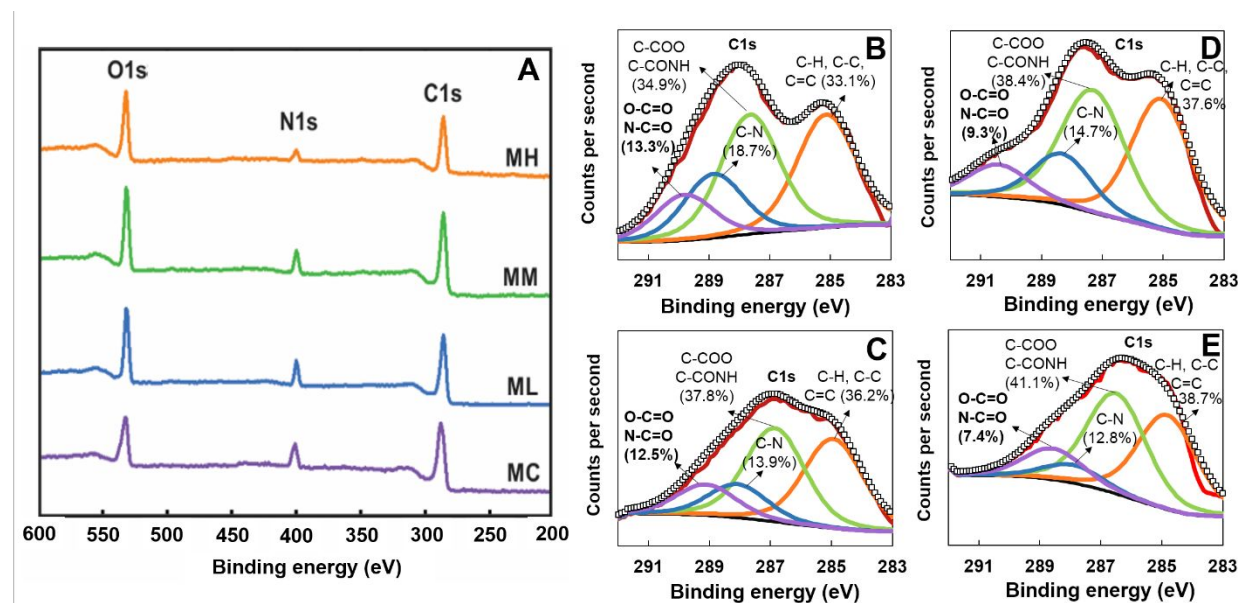 A
O1s
N1s
C1s
MH
MM
ML
MC
600 550 500 450 400 350 300 250 200
Binding energy (eV)
B
C1s
C-COO
C-CONH
(34.9%)
C-H, C-C,
C=C (33.1%)
O-C=O
N-C=O
(13.3%)
C-N
(18.7%)
Counts per second
291 289 287 285 283
Binding energy (eV)
D
C1s
C-COO
C-CONH
(38.4%)
C-H, C-C,
C=C
37.6%
O-C=O
N-C=O
(9.3%)
C-N
(14.7%)
Counts per second
291 289 287 285 283
Binding energy (eV)
C
C1s
C-COO
C-CONH
(37.8%)
C-H, C-C
C=C (36.2%)
O-C=O
N-C=O
(12.5%)
C-N
(13.9%)
Counts per second
291 289 287 285 283
Binding energy (eV)
E
C1s
C-COO
C-CONH
(41.1%)
C-H, C-C
C=C
38.7%
O-C=O
N-C=O
(7.4%)
C-N
(12.8%)
Counts per second
291 289 287 285 283
Binding energy (eV)